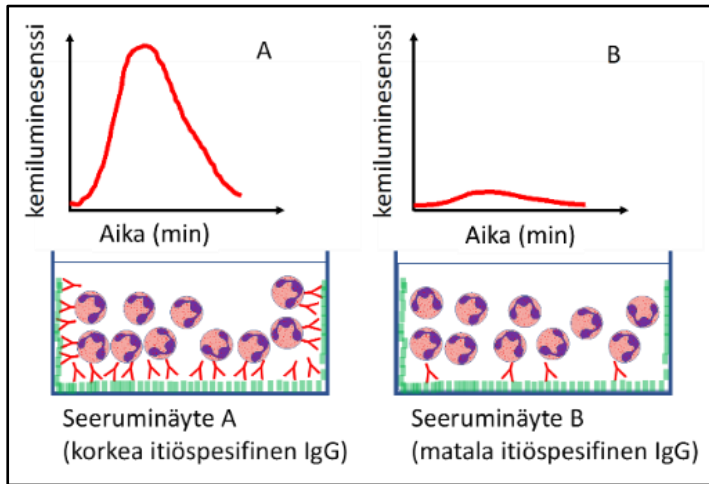 A
kemiluminesenssi
Aika (min)
B
kemiluminesenssi
Aika (min)
Seeruminäyte A
(korkea itiöspesifinen IgG)
Seeruminäyte B
(matala itiöspesifinen IgG)